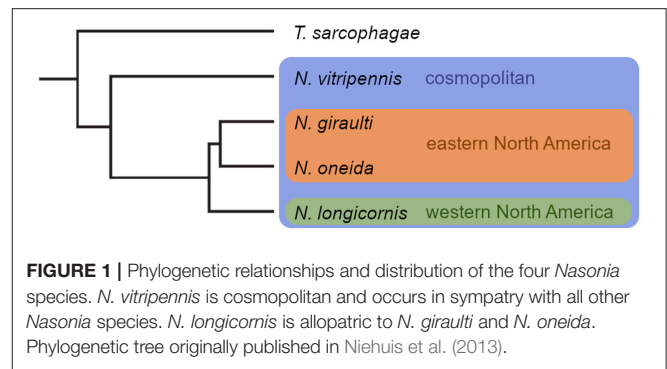 T. sarcophagae
N. vitripennis cosmopolitan
N. giraulti
eastern North America
N. oneida
N. longicornis western North America
FIGURE 1 | Phylogenetic relationships and distribution of the four Nasonia
species. N. vitripennis is cosmopolitan and occurs in sympatry with all other
Nasonia species. N. longicornis is allopatric to N. giraulti and N. oneida.
Phylogenetic tree originally published in Niehuis et al. (2013).